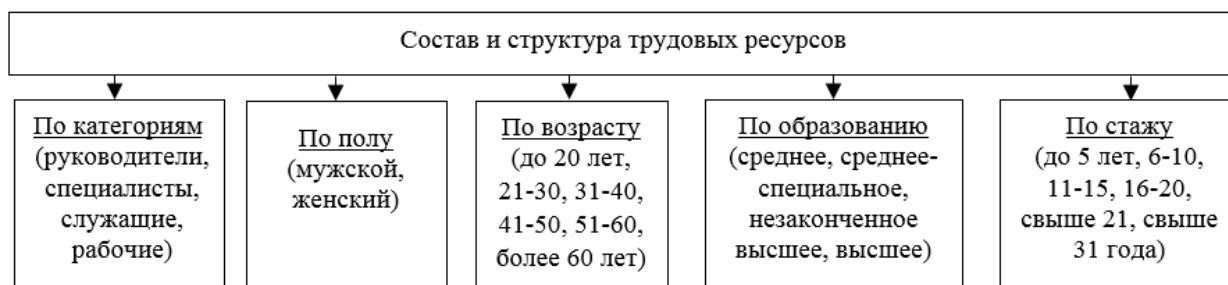 Состав и структура трудовых ресурсов
По категориям
(руководители,
специалисты,
служащие,
рабочие)
По полу
(мужской,
женский)
По возрасту
(до 20 лет,
21-30, 31-40,
41-50, 51-60,
более 60 лет)
По образованию
(среднее, среднее-
специальное,
незаконченное
высшее, высшее)
По стажу
(до 5 лет, 6-10,
11-15, 16-20,
свыше 21, свыше
31 года)